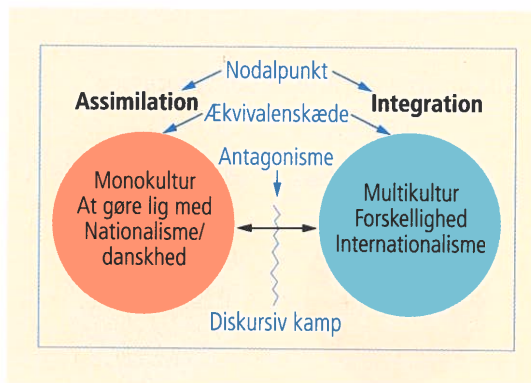 Nodalpunkt
Assimilation
Integration
Ækvivalenskæde
Antagonisme
Monokultur
At gøre lig med
Nationalisme/
danskhed
Multikultur
Forskellighed
Internationalisme
Diskursiv kamp